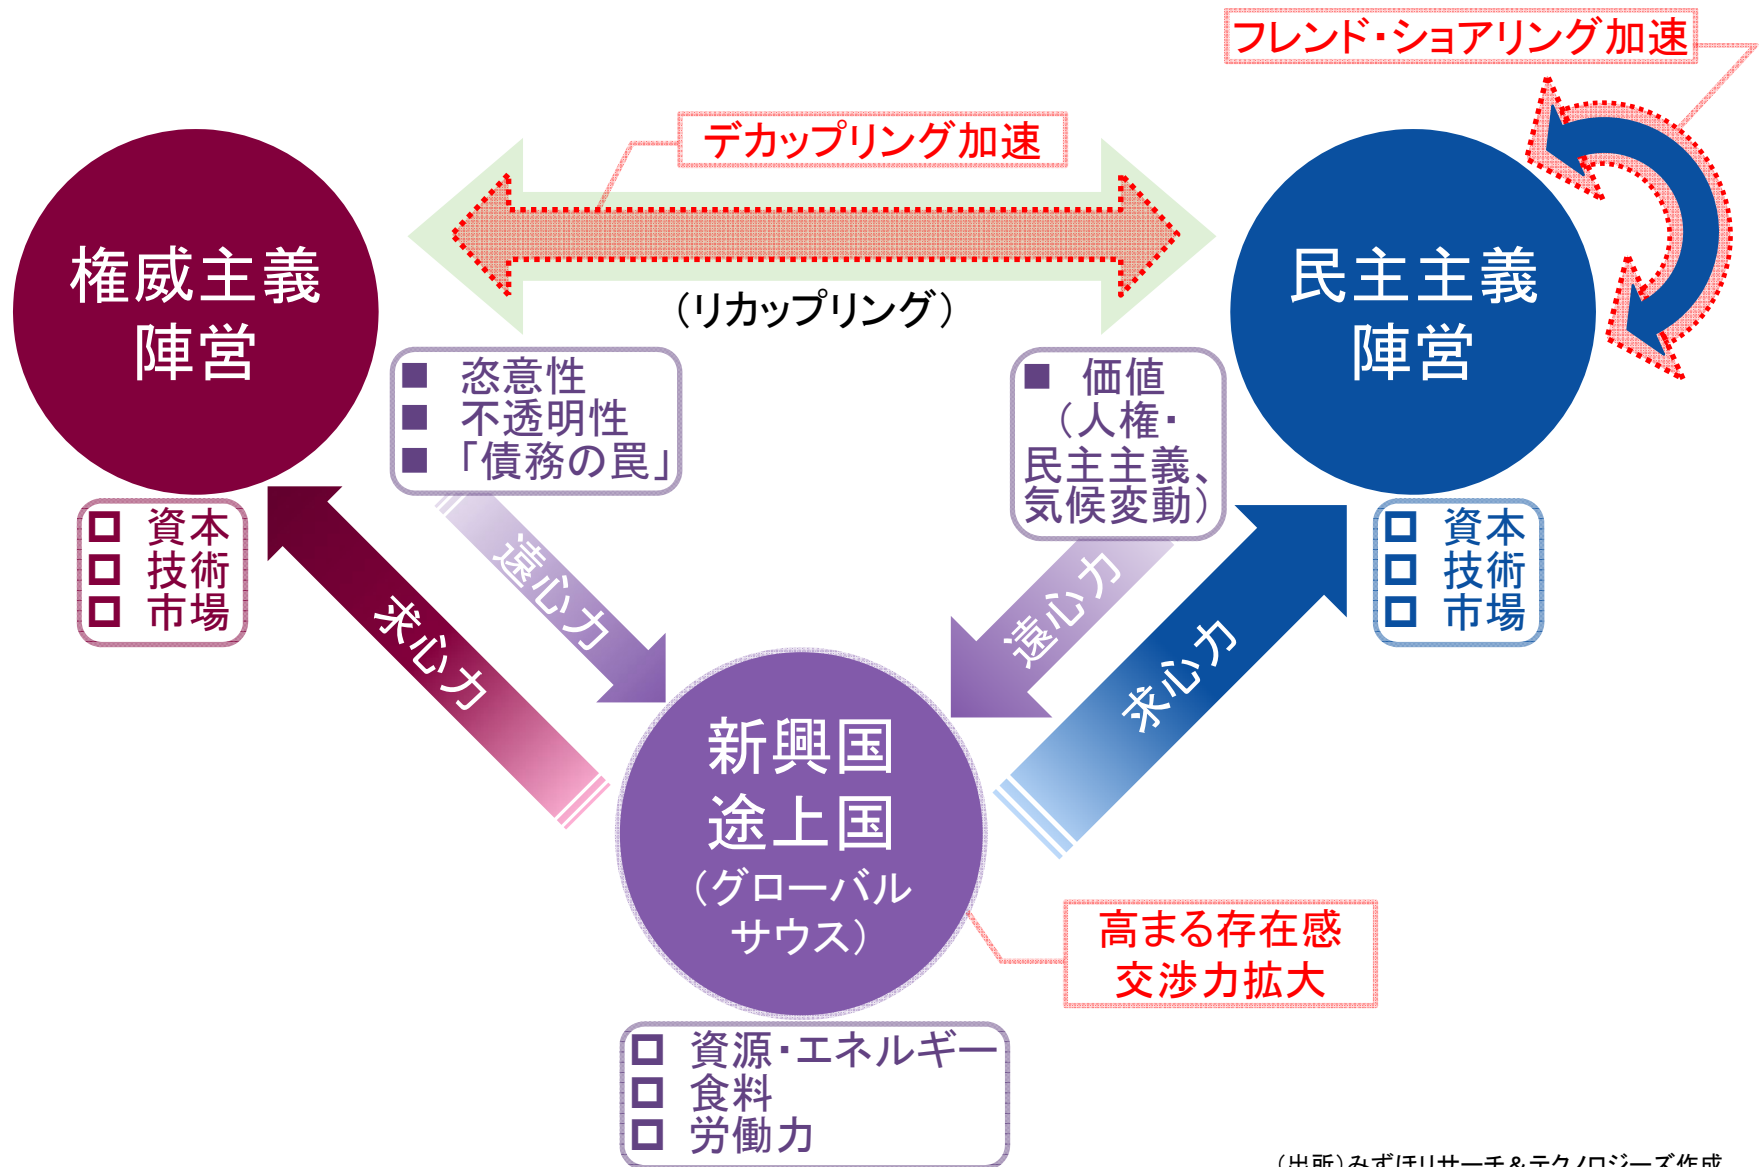 フレンド・ショアリング加速
デカップリング加速
(リカップリング)
権威主義
陣営
民主主義
陣営
■ 恣意性
■ 不透明性
■ 「債務の罠」
■ 価値
(人権・
民主主義、
気候変動)
□ 資本
□ 技術
□ 市場
□ 資本
□ 技術
□ 市場
遠心力
求心力
遠心力
求心力
新興国
途上国
(グローバル
サウス)
高まる存在感
交渉力拡大
□ 資源・エネルギー
□ 食料
□ 労働力
(出所)みずほリサーチ&テクノロジーズ作成